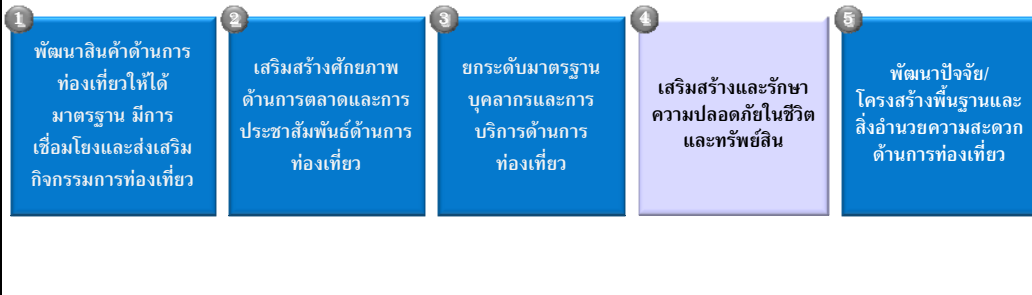 1
พัฒนาสินค้าด้านการ
ท่องเที่ยวให้ได้
มาตรฐาน มีการ
เชื่อมโยงและส่งเสริม
กิจกรรมการท่องเที่ยว
2
เสริมสร้างศักยภาพ
ด้านการตลาดและการ
ประชาสัมพันธ์ด้านการ
ท่องเที่ยว
3
ยกระดับมาตรฐาน
บุคลากรและการ
บริการด้านการ
ท่องเที่ยว
4
เสริมสร้างและรักษา
ความปลอดภัยในชีวิต
และทรัพย์สิน
5
พัฒนาปัจจัย/
โครงสร้างพื้นฐานและ
สิ่งอำนวยความสะดวก
ด้านการท่องเที่ยว